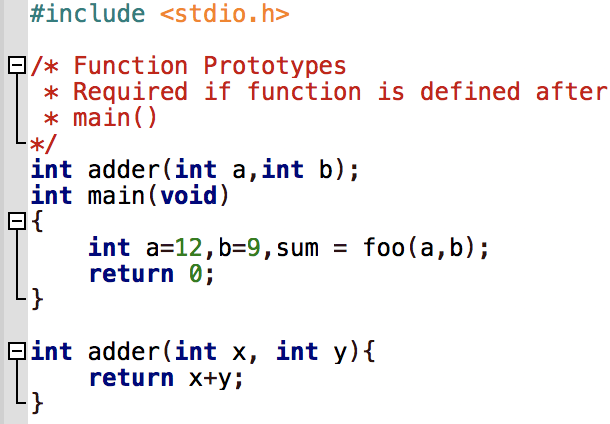 #include <stdio.h>
/* Function Prototypes
 * Required if function is defined after
 * main()
*/
int adder(int a,int b);
int main(void)
{
    int a=12,b=9,sum = foo(a,b);
    return 0;
}
int adder(int x, int y){
    return x+y;
}